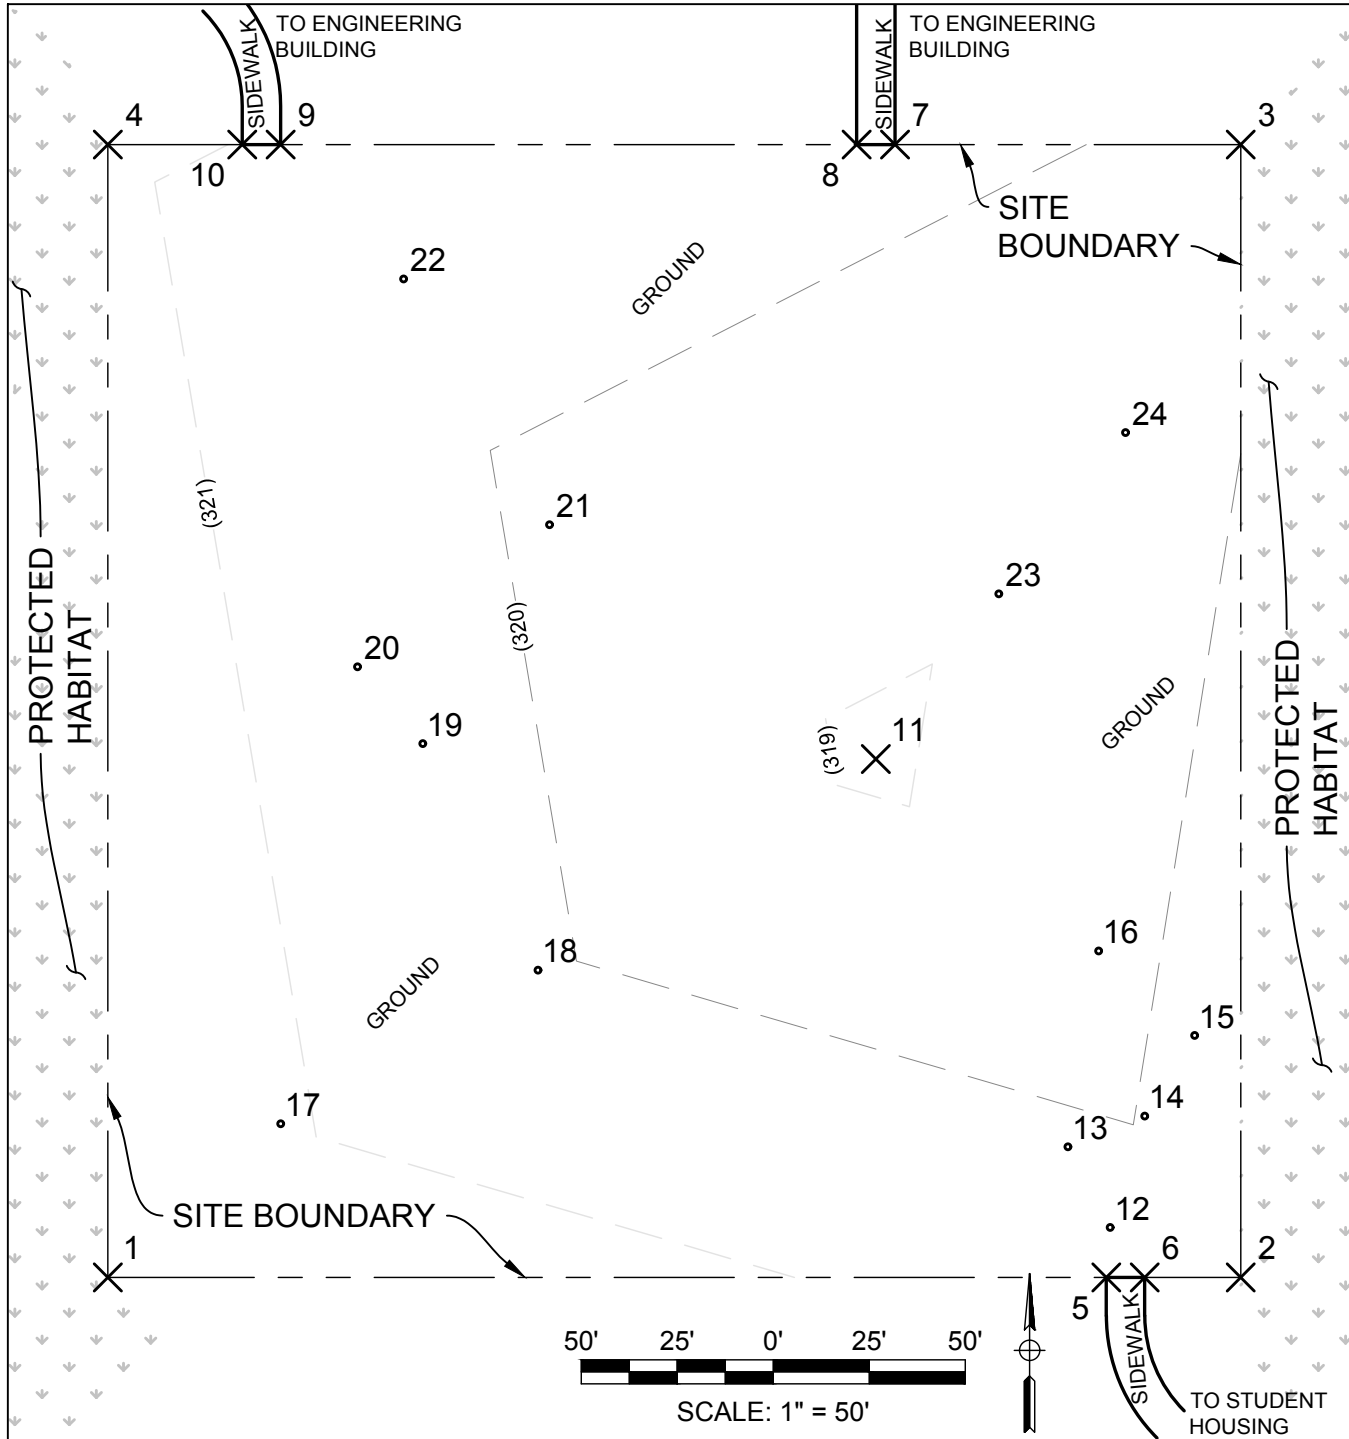 TO ENGINEERING
BUILDING
SIDEWALK
TO ENGINEERING
BUILDING
SIDEWALK
4
9
7
3
10
8
SITE
BOUNDARY
22
GROUND
24
(321)
21
23
PROTECTED
HABITAT
(320)
20
19
11
(319)
GROUND
PROTECTED
HABITAT
16
18
GROUND
15
14
17
13
SITE BOUNDARY
12
1
6
2
5
50' 25' 0' 25' 50'
SCALE: 1" = 50'
SIDEWALK
TO STUDENT
HOUSING